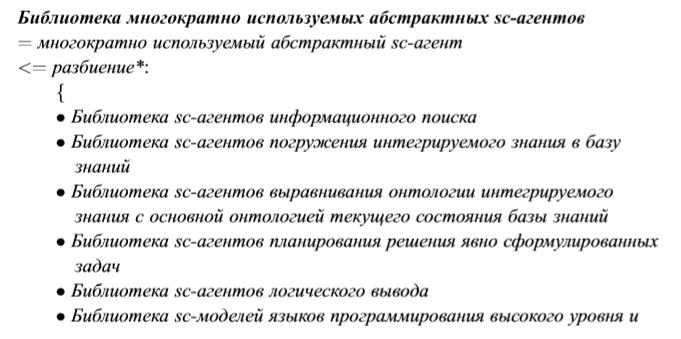 Библиотека многократно используемых абстрактных sc-агентов
= многократно используемый абстрактный sc-агент
<= разбиение*:
{
• Библиотека sc-агентов информационного поиска
• Библиотека sc-агентов погружения интегрируемого знания в базу
знаний
• Библиотека sc-агентов выравнивания онтологии интегрируемого
знания с основной онтологией текущего состояния базы знаний
• Библиотека sc-агентов планирования решения явно сформулированных
задач
• Библиотека sc-агентов логического вывода
• Библиотека sc-моделей языков программирования высокого уровня и